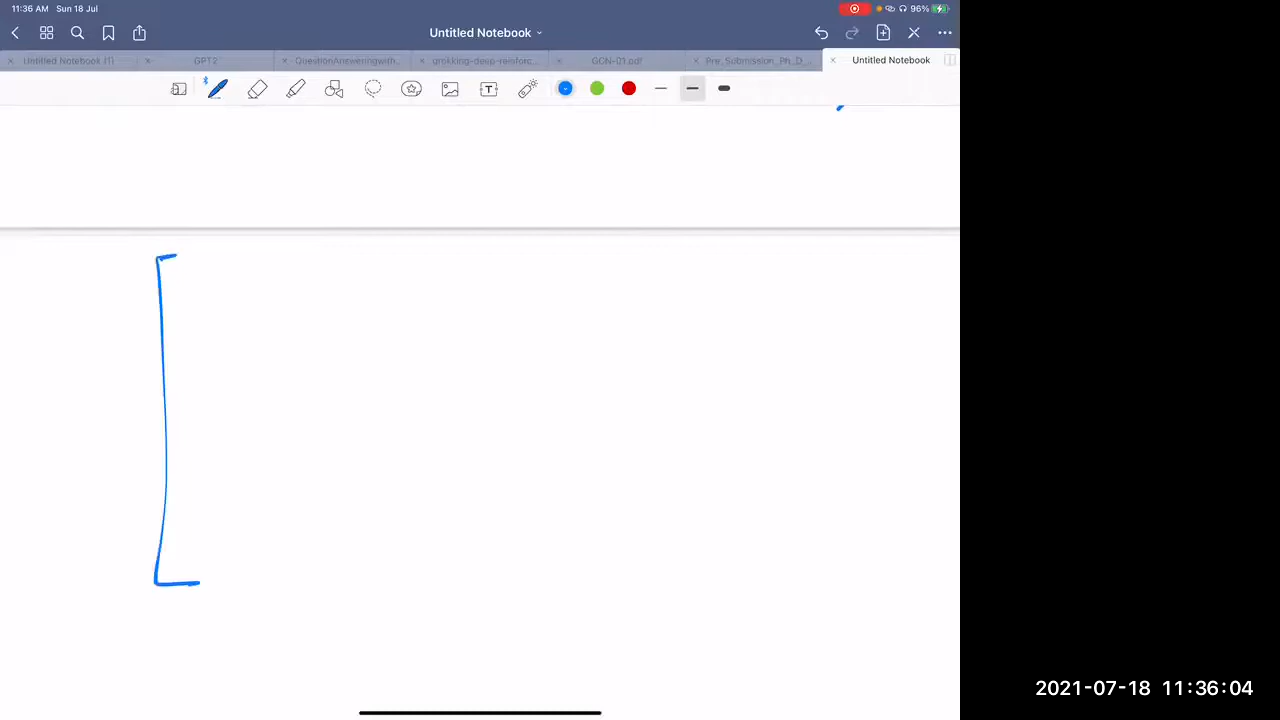 11:36 AM Sun 18 Jul
96%
Untitled Notebook
Untitled Notebook (1)
GPT2
QuestionAnsweringwith...
grokking-deep-reinforc...
GCN-01.pdf
Pre_Submission_Ph_D_...
Untitled Notebook
T
2021-07-18 11:36:04